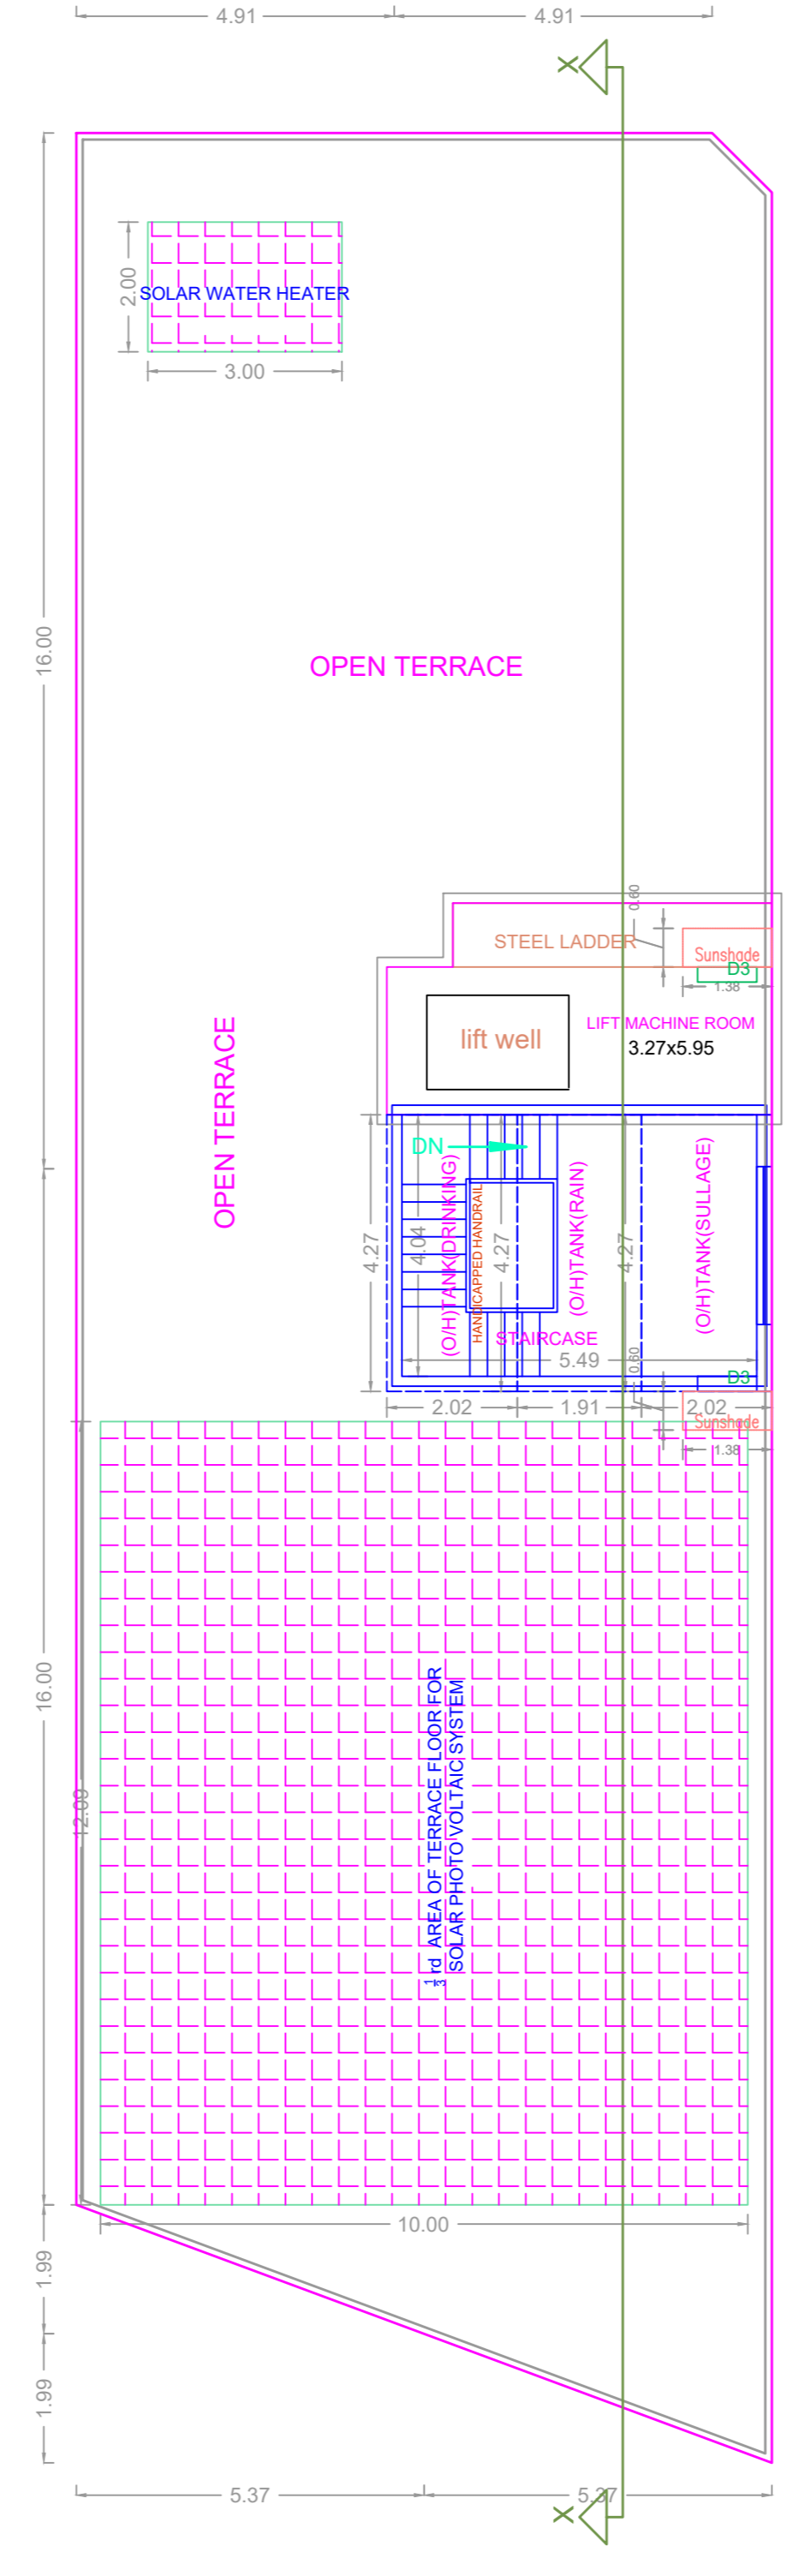 4.91
4.91
X
2.00
SOLAR WATER HEATER
3.00
16.00
OPEN TERRACE
0.60
STEEL LADDER
Sunshade
D3
1.38
LIFT MACHINE ROOM
3.27x5.95
lift well
OPEN TERRACE
DN
4.27
4.04
(O/H)TANK(DRINKING)
HANDICAPPED HANDRAIL
4.27
(O/H)TANK(RAIN)
4.27
(O/H)TANK(SULLAGE)
STAIRCASE
5.49
0.60
D3
2.02
1.91
2.02
Sunshade
1.38
16.00
12.09
1/3 rd AREA OF TERRACE FLOOR FOR
SOLAR PHOTO VOLTAIC SYSTEM
10.00
1.99
1.99
5.37
5.37
X